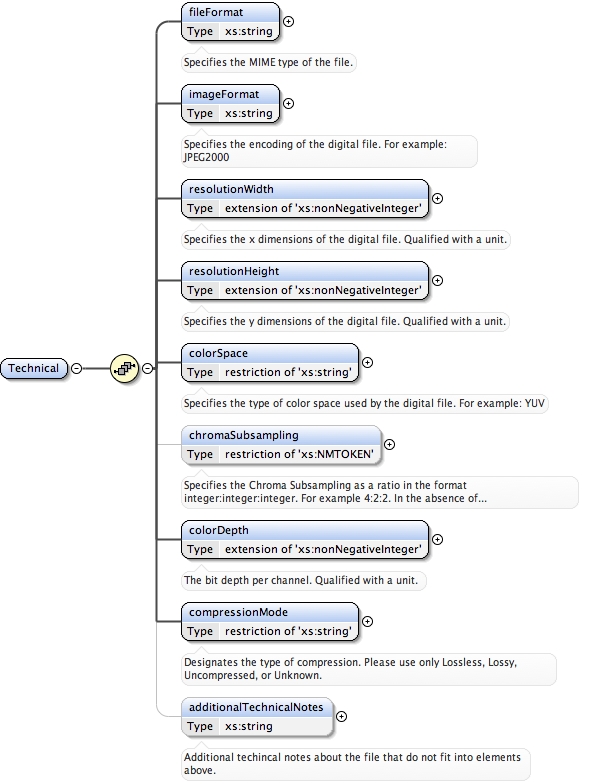 fileFormat
Type xs:string
Specifies the MIME type of the file.
imageFormat
Type xs:string
Specifies the encoding of the digital file. For example:
JPEG2000
resolutionWidth
Type extension of 'xs:nonNegativeInteger'
Specifies the x dimensions of the digital file. Qualified with a unit.
resolutionHeight
Type extension of 'xs:nonNegativeInteger'
Specifies the y dimensions of the digital file. Qualified with a unit.
Technical
colorSpace
Type restriction of 'xs:string'
Specifies the type of color space used by the digital file. For example: YUV
chromaSubsampling
Type restriction of 'xs:NMTOKEN'
Specifies the Chroma Subsampling as a ratio in the format
integer:integer:integer. For example 4:2:2. In the absence of...
colorDepth
Type extension of 'xs:nonNegativeInteger'
The bit depth per channel. Qualified with a unit.
compressionMode
Type restriction of 'xs:string'
Designates the type of compression. Please use only Lossless, Lossy,
Uncompressed, or Unknown.
additionalTechnicalNotes
Type xs:string
Additional techincal notes about the file that do not fit into elements
above.